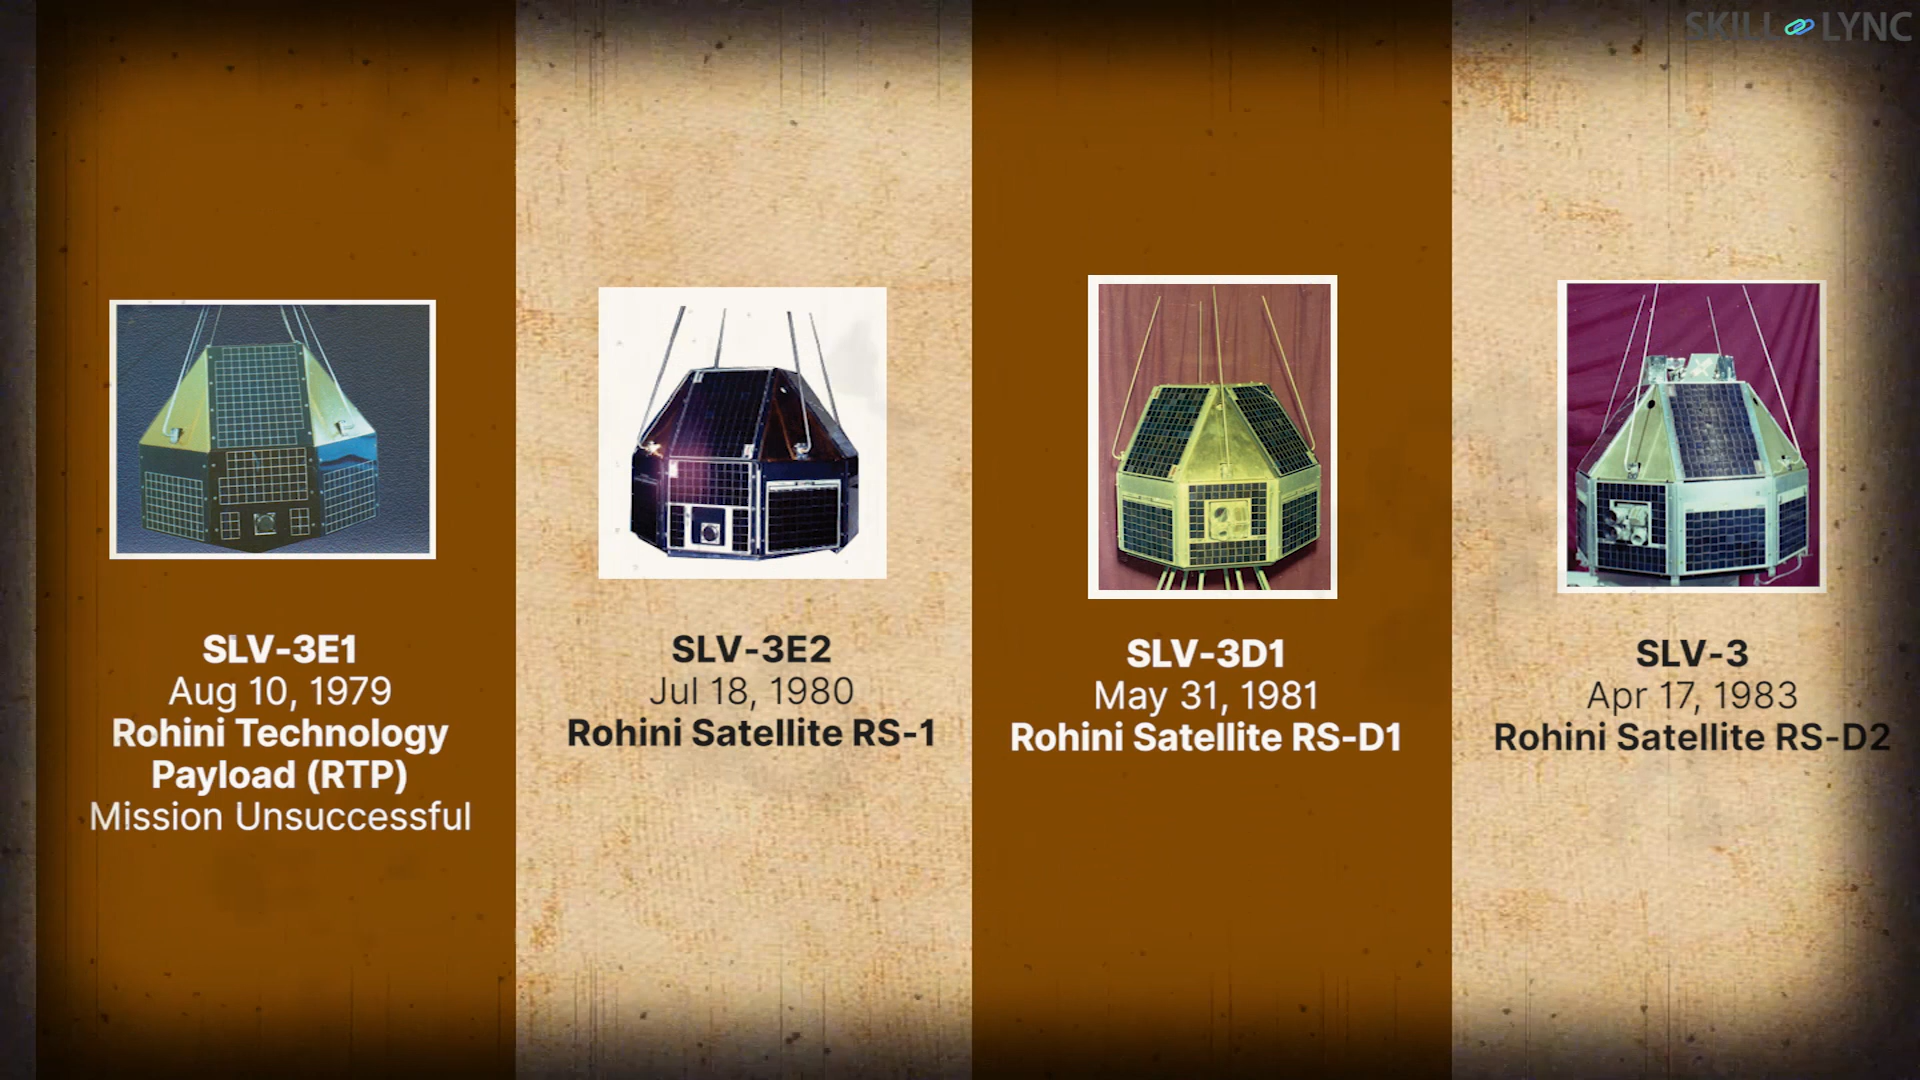 SKILL LYNC
SLV-3E1
Aug 10, 1979
Rohini Technology
Payload (RTP)
Mission Unsuccessful
SLV-3E2
Jul 18, 1980
Rohini Satellite RS-1
SLV-3D1
May 31, 1981
Rohini Satellite RS-D1
SLV-3
Apr 17, 1983
Rohini Satellite RS-D2